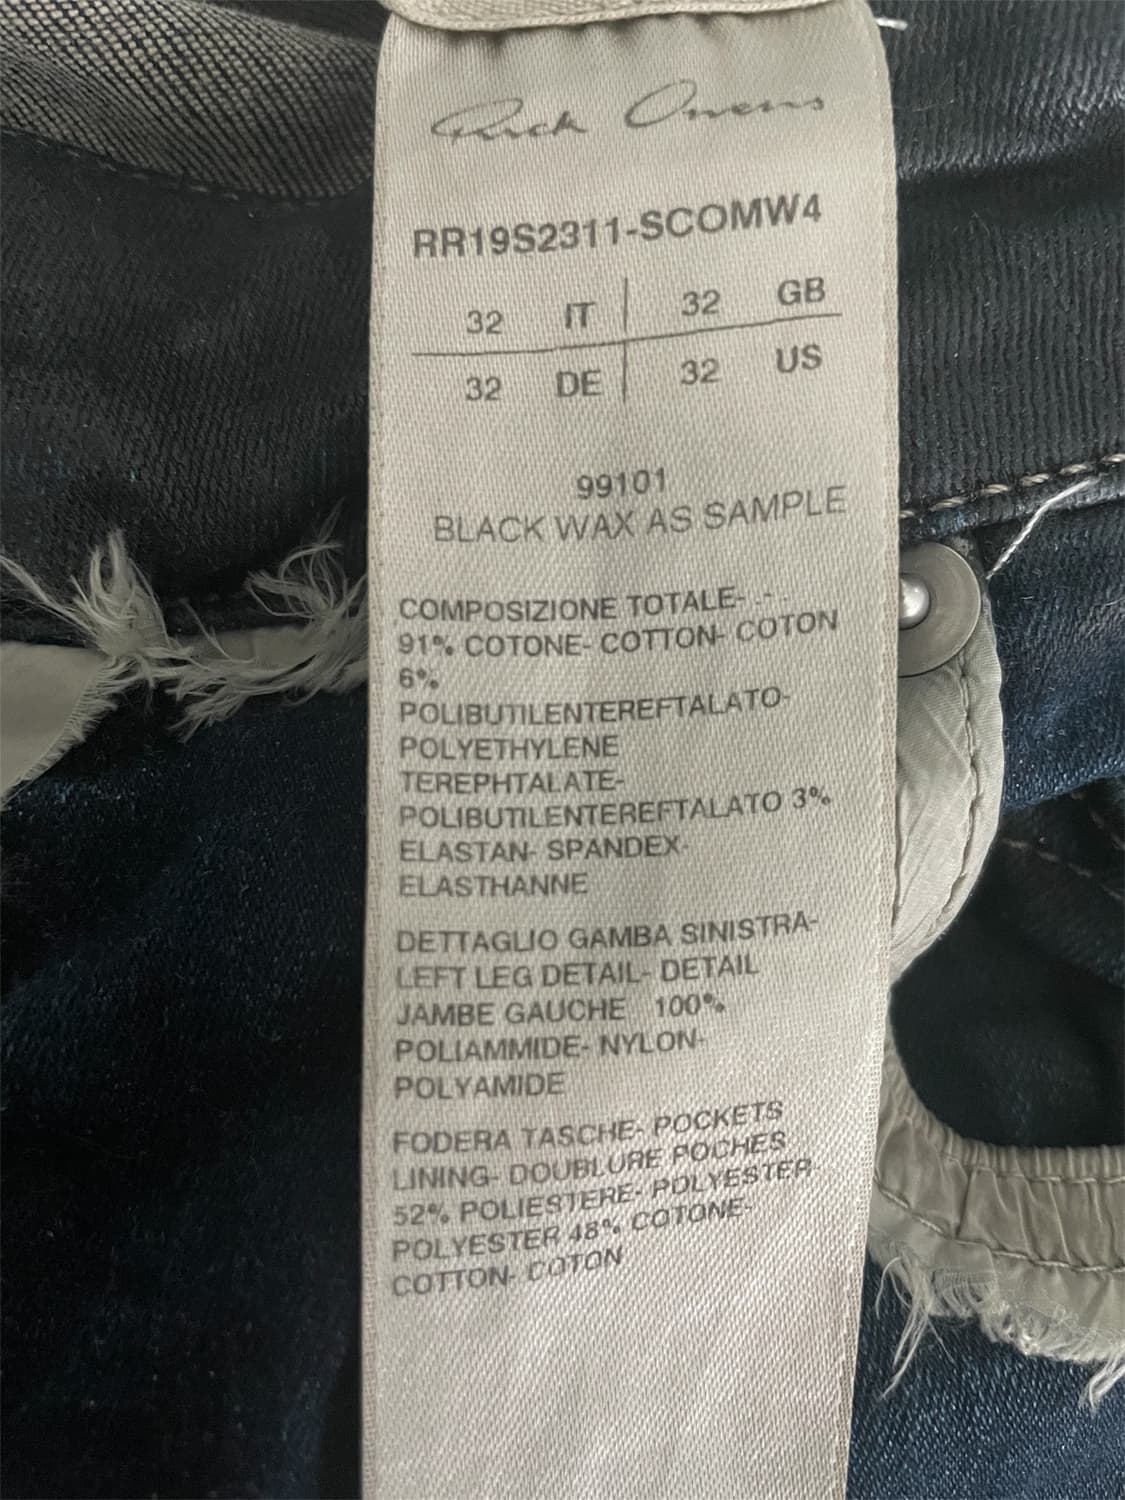 Rick Owens
RR19S2311-SCOMW4
32 IT 32 GB
32 DE 32 US
99101
BLACK WAX AS SAMPLE
COMPOSIZIONE TOTALE- .- .
91% COTONE- COTTON- COTON
6%
POLIBUTILENTEREFTALATO-
POLYETHYLENE
TEREPHTALATE-
POLIBUTILENTEREFTALATO 3%
ELASTAN- SPANDEX-
ELASTHANNE
DETTAGLIO GAMBA SINISTRA-
LEFT LEG DETAIL- DETAIL
JAMBE GAUCHE 100%
POLIAMMIDE- NYLON-
POLYAMIDE
FODERA TASCHE- POCKETS
LINING- DOUBLURE POCHES
52% POLIESTERE- POLYESTER-
POLYESTER 48% COTONE-
COTTON- COTON